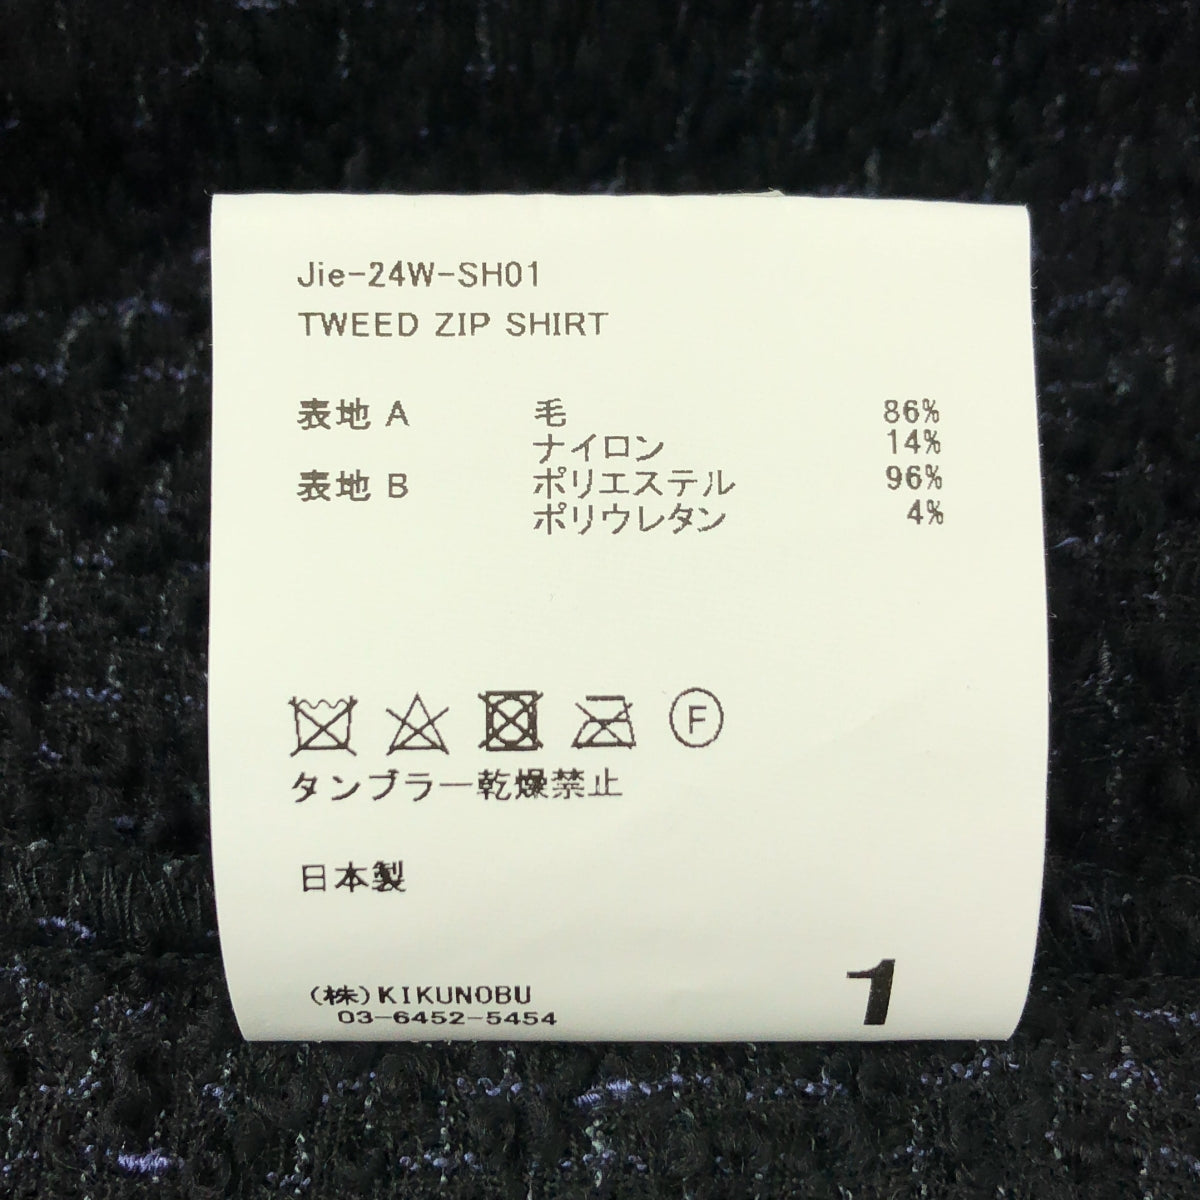 Jie-24W-SH01
TWEED ZIP SHIRT
表地 A 毛 86%
ナイロン 14%
表地 B ポリエステル 96%
ポリウレタン 4%
F
タンブラー乾燥禁止
日本製
(株)KIKUNOBU
03-6452-5454
1